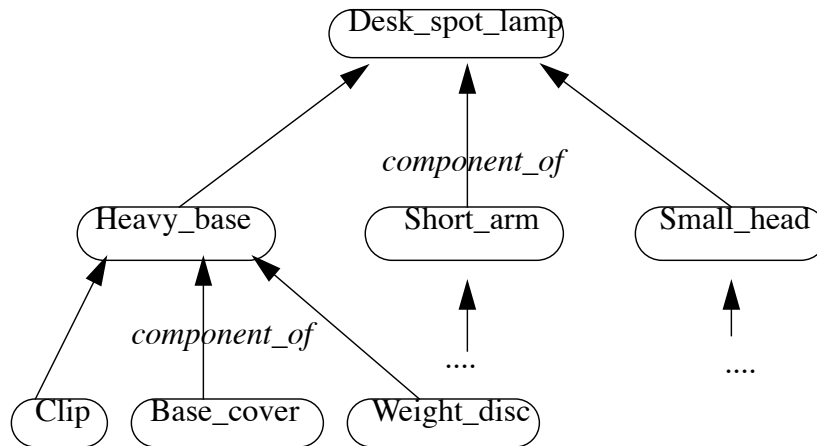 Desk_spot_lamp
component_of
Heavy_base
Short_arm
Small_head
component_of
....
....
Clip
Base_cover
Weight_disc